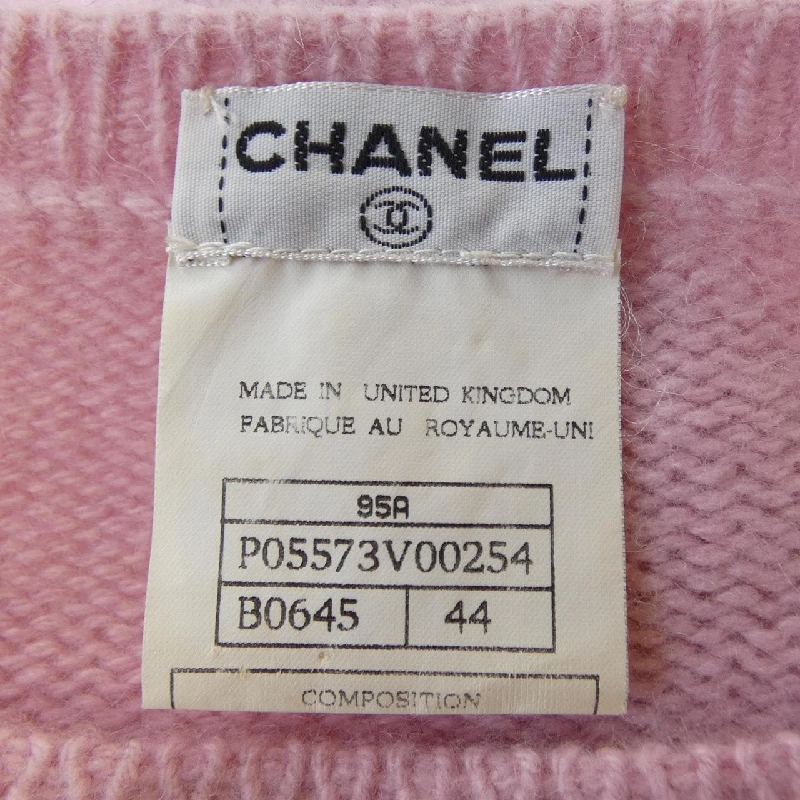 CHANEL
MADE IN UNITED KINGDOM
FABRIQUE AU ROYAUME-UNI
95A
P05573V00254
B0645 44
COMPOSITION